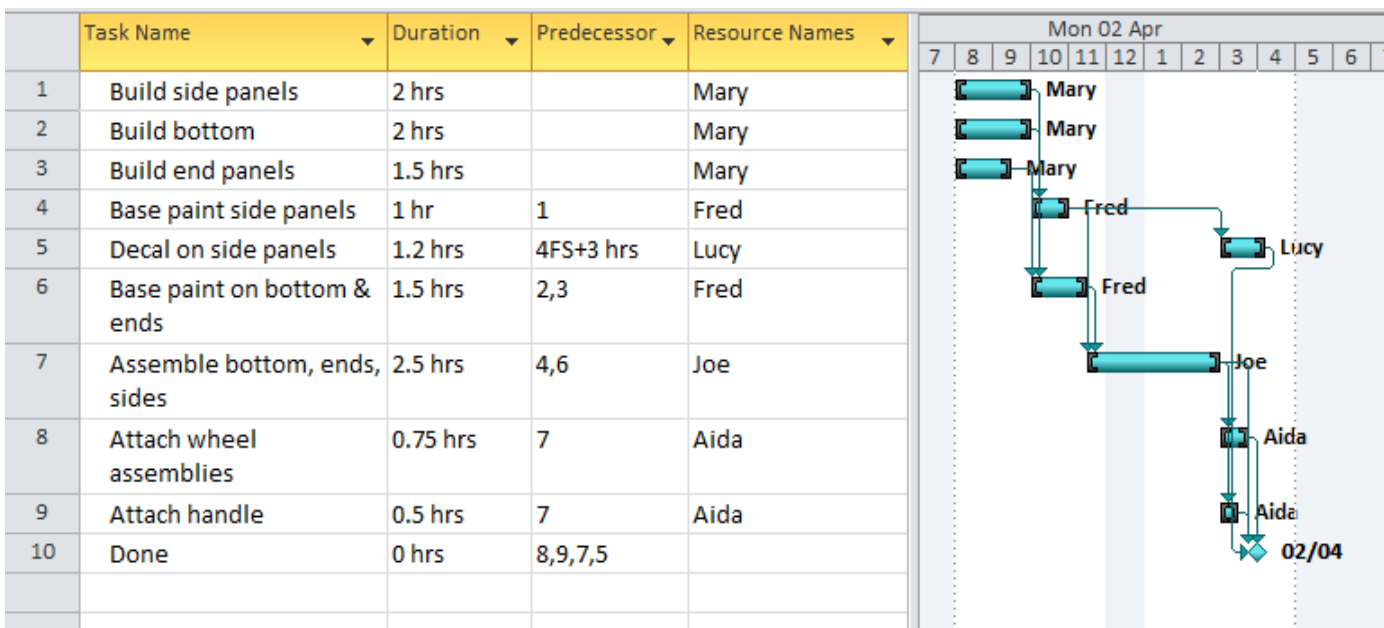 Task Name Duration Predecessor Resource Names Mon 02 Apr
7 8 9 10 11 12 1 2 3 4 5 6
1 Build side panels 2 hrs Mary Mary
2 Build bottom 2 hrs Mary Mary
3 Build end panels 1.5 hrs Mary Mary
4 Base paint side panels 1 hr 1 Fred Fred
5 Decal on side panels 1.2 hrs 4FS+3 hrs Lucy Lucy
6 Base paint on bottom & 1.5 hrs 2,3 Fred Fred
ends
7 Assemble bottom, ends, 2.5 hrs 4,6 Joe Joe
sides
8 Attach wheel 0.75 hrs 7 Aida Aida
assemblies
9 Attach handle 0.5 hrs 7 Aida Aida
10 Done 0 hrs 8,9,7,5 02/04